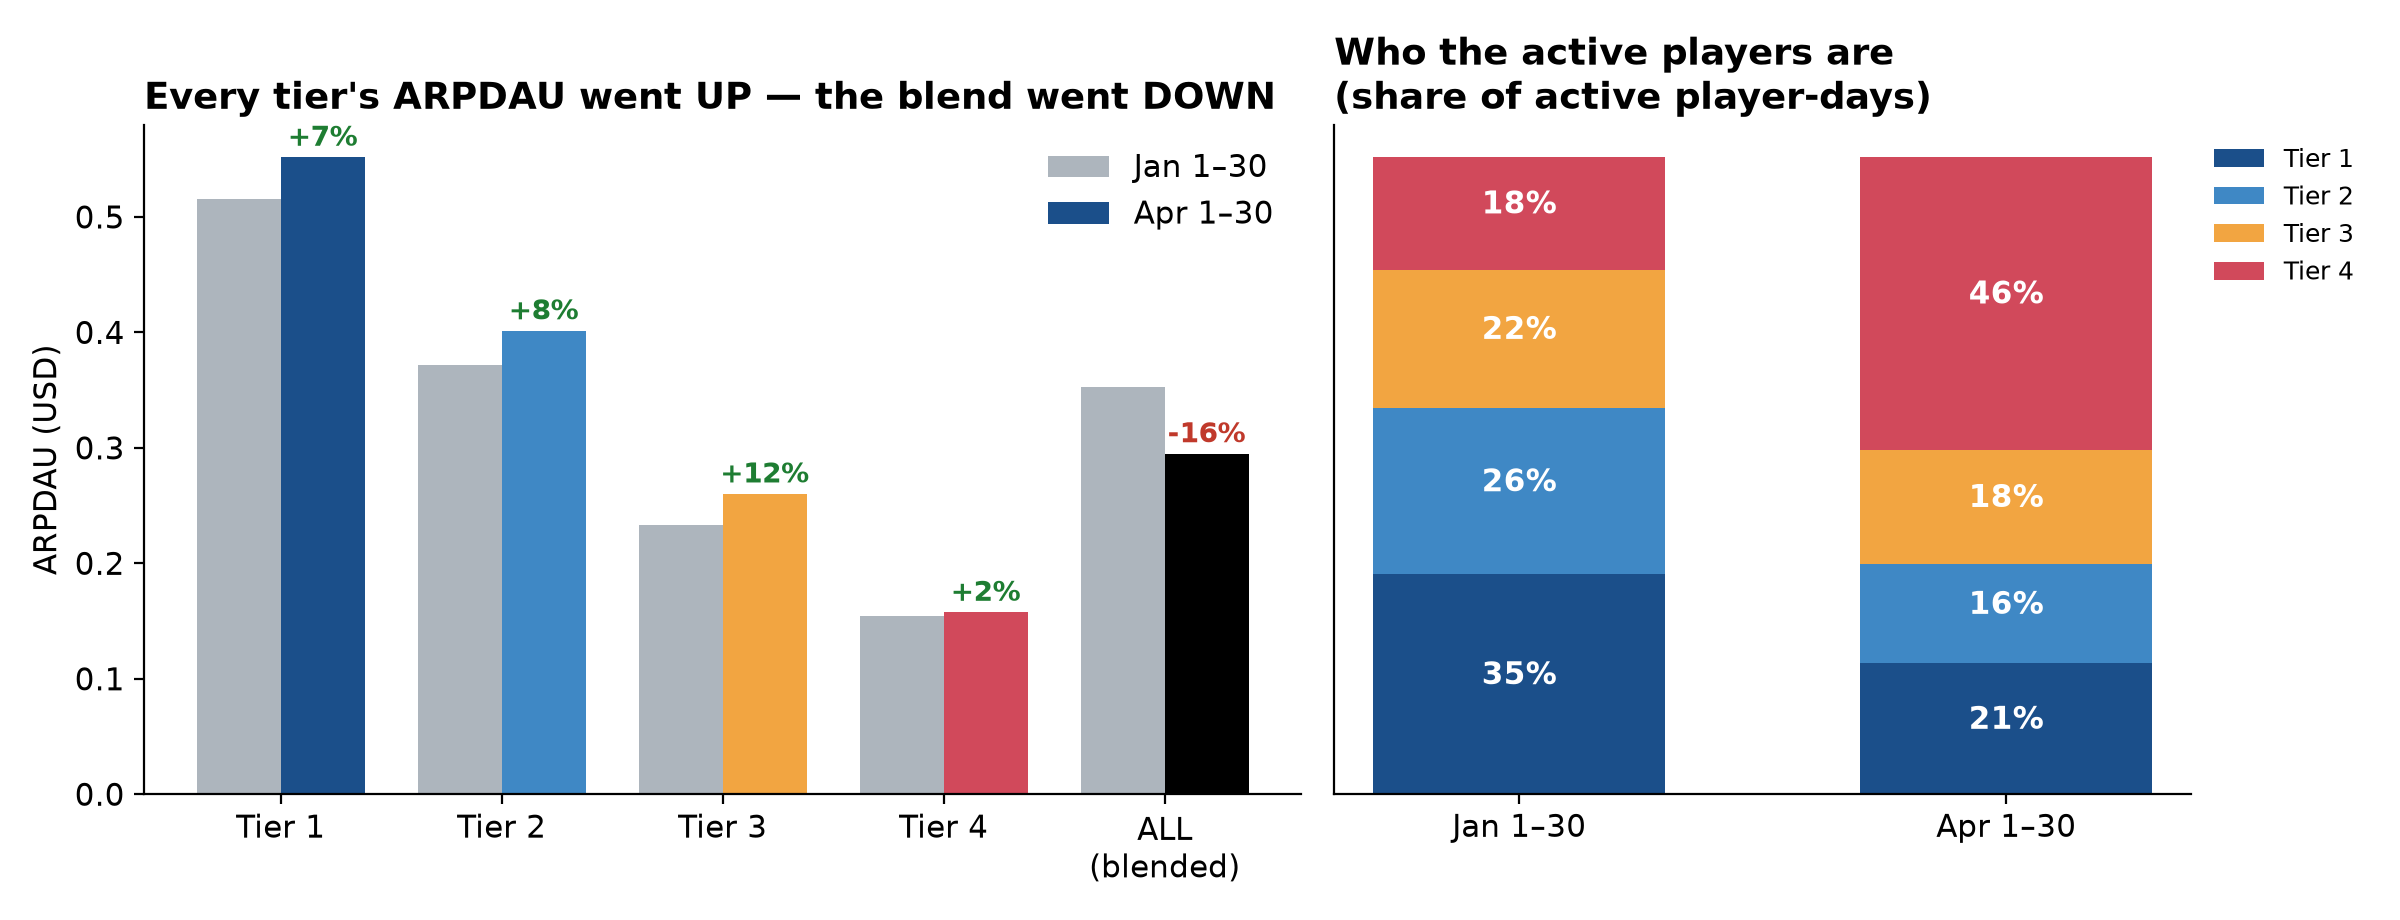 Every tier's ARPDAU went UP — the blend went DOWN
ARPDAU (USD)
0.5
0.4
0.3
0.2
0.1
0.0
+7%
+8%
+12%
+2%
-16%
Jan 1–30
Apr 1–30
Tier 1
Tier 2
Tier 3
Tier 4
ALL
(blended)
Who the active players are
(share of active player-days)
18%
22%
26%
35%
46%
18%
16%
21%
Jan 1–30
Apr 1–30
Tier 1
Tier 2
Tier 3
Tier 4